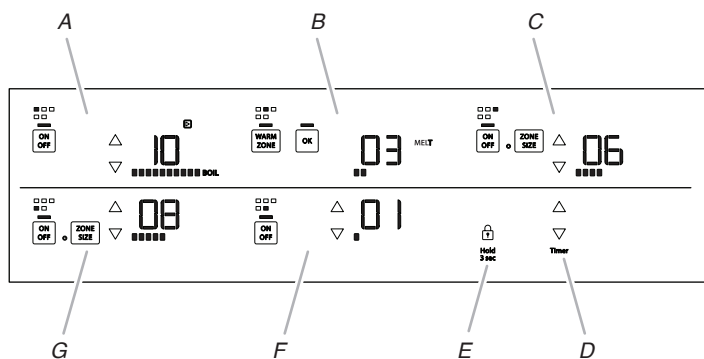 A B C
ON OFF
10
BOIL
WARM ZONE
OK
03
MELT
ON OFF
ZONE SIZE
06
ON OFF
ZONE SIZE
08
ON OFF
01
Hold 3 sec
Timer
G F E D